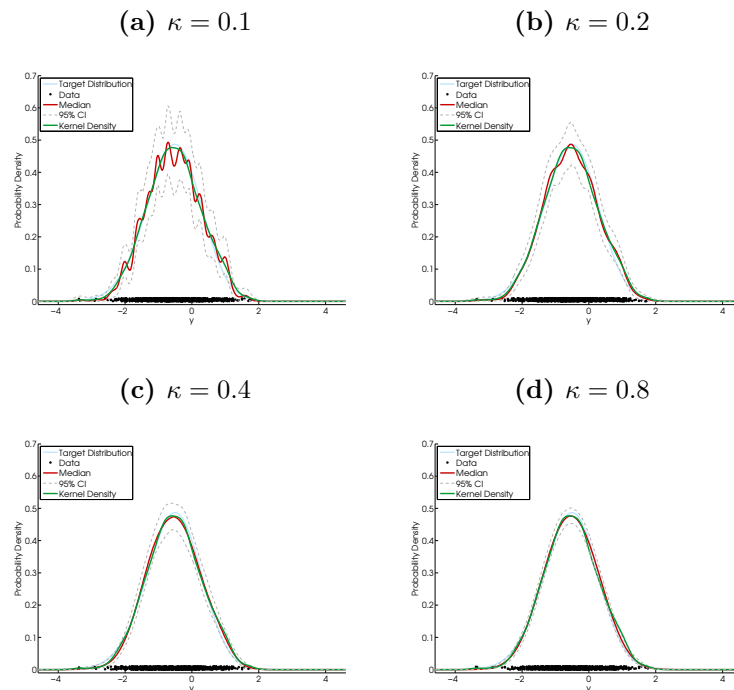 (a) κ = 0.1
0.7
0.6
0.5
0.4
0.3
0.2
0.1
0
Probability Density
Target Distribution
Data
Median
95% CI
Kernel Density
−4 −2 0 2 4
y
(b) κ = 0.2
0.7
0.6
0.5
0.4
0.3
0.2
0.1
0
Probability Density
Target Distribution
Data
Median
95% CI
Kernel Density
−4 −2 0 2 4
y
(c) κ = 0.4
0.7
0.6
0.5
0.4
0.3
0.2
0.1
0
Probability Density
Target Distribution
Data
Median
95% CI
Kernel Density
−4 −2 0 2 4
y
(d) κ = 0.8
0.7
0.6
0.5
0.4
0.3
0.2
0.1
0
Probability Density
Target Distribution
Data
Median
95% CI
Kernel Density
−4 −2 0 2 4
y